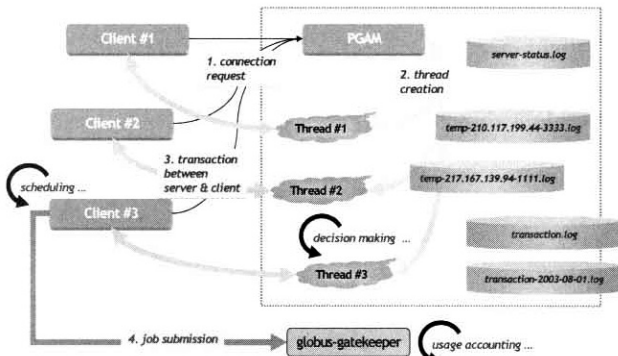 Client #1
PGAM
server-status.log
1. connection
request
2. thread
creation
Client #2
Thread #1
temp-210.117.199.44-3333.log
3. transaction
between
server & client
scheduling ...
Thread #2
temp-217.167.139.94-1111.log
Client #3
decision making ...
transaction.log
Thread #3
transaction-2003-08-01.log
4. job submission
globus-gatekeeper
usage accounting ...